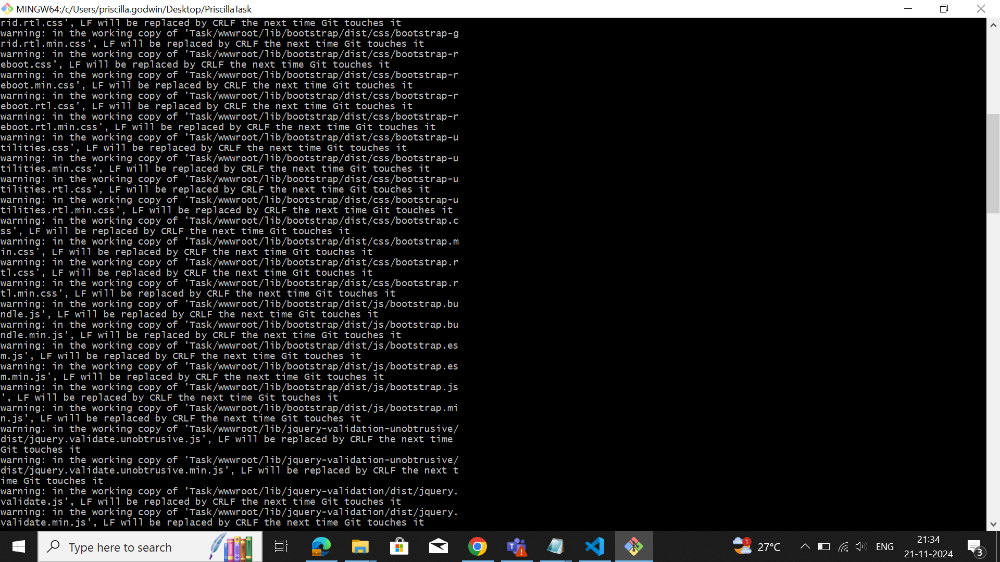 MINGW64:/c/Users/priscilla.godwin/Desktop/PriscillaTask
rid.rtl.css', LF will be replaced by CRLF the next time Git touches it
warning: in the working copy of 'Task/wwwroot/lib/bootstrap/dist/css/bootstrap-g
rid.rtl.min.css', LF will be replaced by CRLF the next time Git touches it
warning: in the working copy of 'Task/wwwroot/lib/bootstrap/dist/css/bootstrap-r
eboot.css', LF will be replaced by CRLF the next time Git touches it
warning: in the working copy of 'Task/wwwroot/lib/bootstrap/dist/css/bootstrap-r
eboot.min.css', LF will be replaced by CRLF the next time Git touches it
warning: in the working copy of 'Task/wwwroot/lib/bootstrap/dist/css/bootstrap-r
eboot.rtl.css', LF will be replaced by CRLF the next time Git touches it
warning: in the working copy of 'Task/wwwroot/lib/bootstrap/dist/css/bootstrap-r
eboot.rtl.min.css', LF will be replaced by CRLF the next time Git touches it
warning: in the working copy of 'Task/wwwroot/lib/bootstrap/dist/css/bootstrap-u
tilities.css', LF will be replaced by CRLF the next time Git touches it
warning: in the working copy of 'Task/wwwroot/lib/bootstrap/dist/css/bootstrap-u
tilities.min.css', LF will be replaced by CRLF the next time Git touches it
warning: in the working copy of 'Task/wwwroot/lib/bootstrap/dist/css/bootstrap-u
tilities.rtl.css', LF will be replaced by CRLF the next time Git touches it
warning: in the working copy of 'Task/wwwroot/lib/bootstrap/dist/css/bootstrap-u
tilities.rtl.min.css', LF will be replaced by CRLF the next time Git touches it
warning: in the working copy of 'Task/wwwroot/lib/bootstrap/dist/css/bootstrap.c
ss', LF will be replaced by CRLF the next time Git touches it
warning: in the working copy of 'Task/wwwroot/lib/bootstrap/dist/css/bootstrap.m
in.css', LF will be replaced by CRLF the next time Git touches it
warning: in the working copy of 'Task/wwwroot/lib/bootstrap/dist/css/bootstrap.r
tl.css', LF will be replaced by CRLF the next time Git touches it
warning: in the working copy of 'Task/wwwroot/lib/bootstrap/dist/css/bootstrap.r
tl.min.css', LF will be replaced by CRLF the next time Git touches it
warning: in the working copy of 'Task/wwwroot/lib/bootstrap/dist/js/bootstrap.bu
ndle.js', LF will be replaced by CRLF the next time Git touches it
warning: in the working copy of 'Task/wwwroot/lib/bootstrap/dist/js/bootstrap.bu
ndle.min.js', LF will be replaced by CRLF the next time Git touches it
warning: in the working copy of 'Task/wwwroot/lib/bootstrap/dist/js/bootstrap.es
m.js', LF will be replaced by CRLF the next time Git touches it
warning: in the working copy of 'Task/wwwroot/lib/bootstrap/dist/js/bootstrap.es
m.min.js', LF will be replaced by CRLF the next time Git touches it
warning: in the working copy of 'Task/wwwroot/lib/bootstrap/dist/js/bootstrap.js
', LF will be replaced by CRLF the next time Git touches it
warning: in the working copy of 'Task/wwwroot/lib/bootstrap/dist/js/bootstrap.mi
n.js', LF will be replaced by CRLF the next time Git touches it
warning: in the working copy of 'Task/wwwroot/lib/jquery-validation-unobtrusive/
dist/jquery.validate.unobtrusive.js', LF will be replaced by CRLF the next time
Git touches it
warning: in the working copy of 'Task/wwwroot/lib/jquery-validation-unobtrusive/
dist/jquery.validate.unobtrusive.min.js', LF will be replaced by CRLF the next t
ime Git touches it
warning: in the working copy of 'Task/wwwroot/lib/jquery-validation/dist/jquery.
validate.js', LF will be replaced by CRLF the next time Git touches it
warning: in the working copy of 'Task/wwwroot/lib/jquery-validation/dist/jquery.
validate.min.js', LF will be replaced by CRLF the next time Git touches it
Type here to search
1
27°C
ENG
21:34
21-11-2024
3